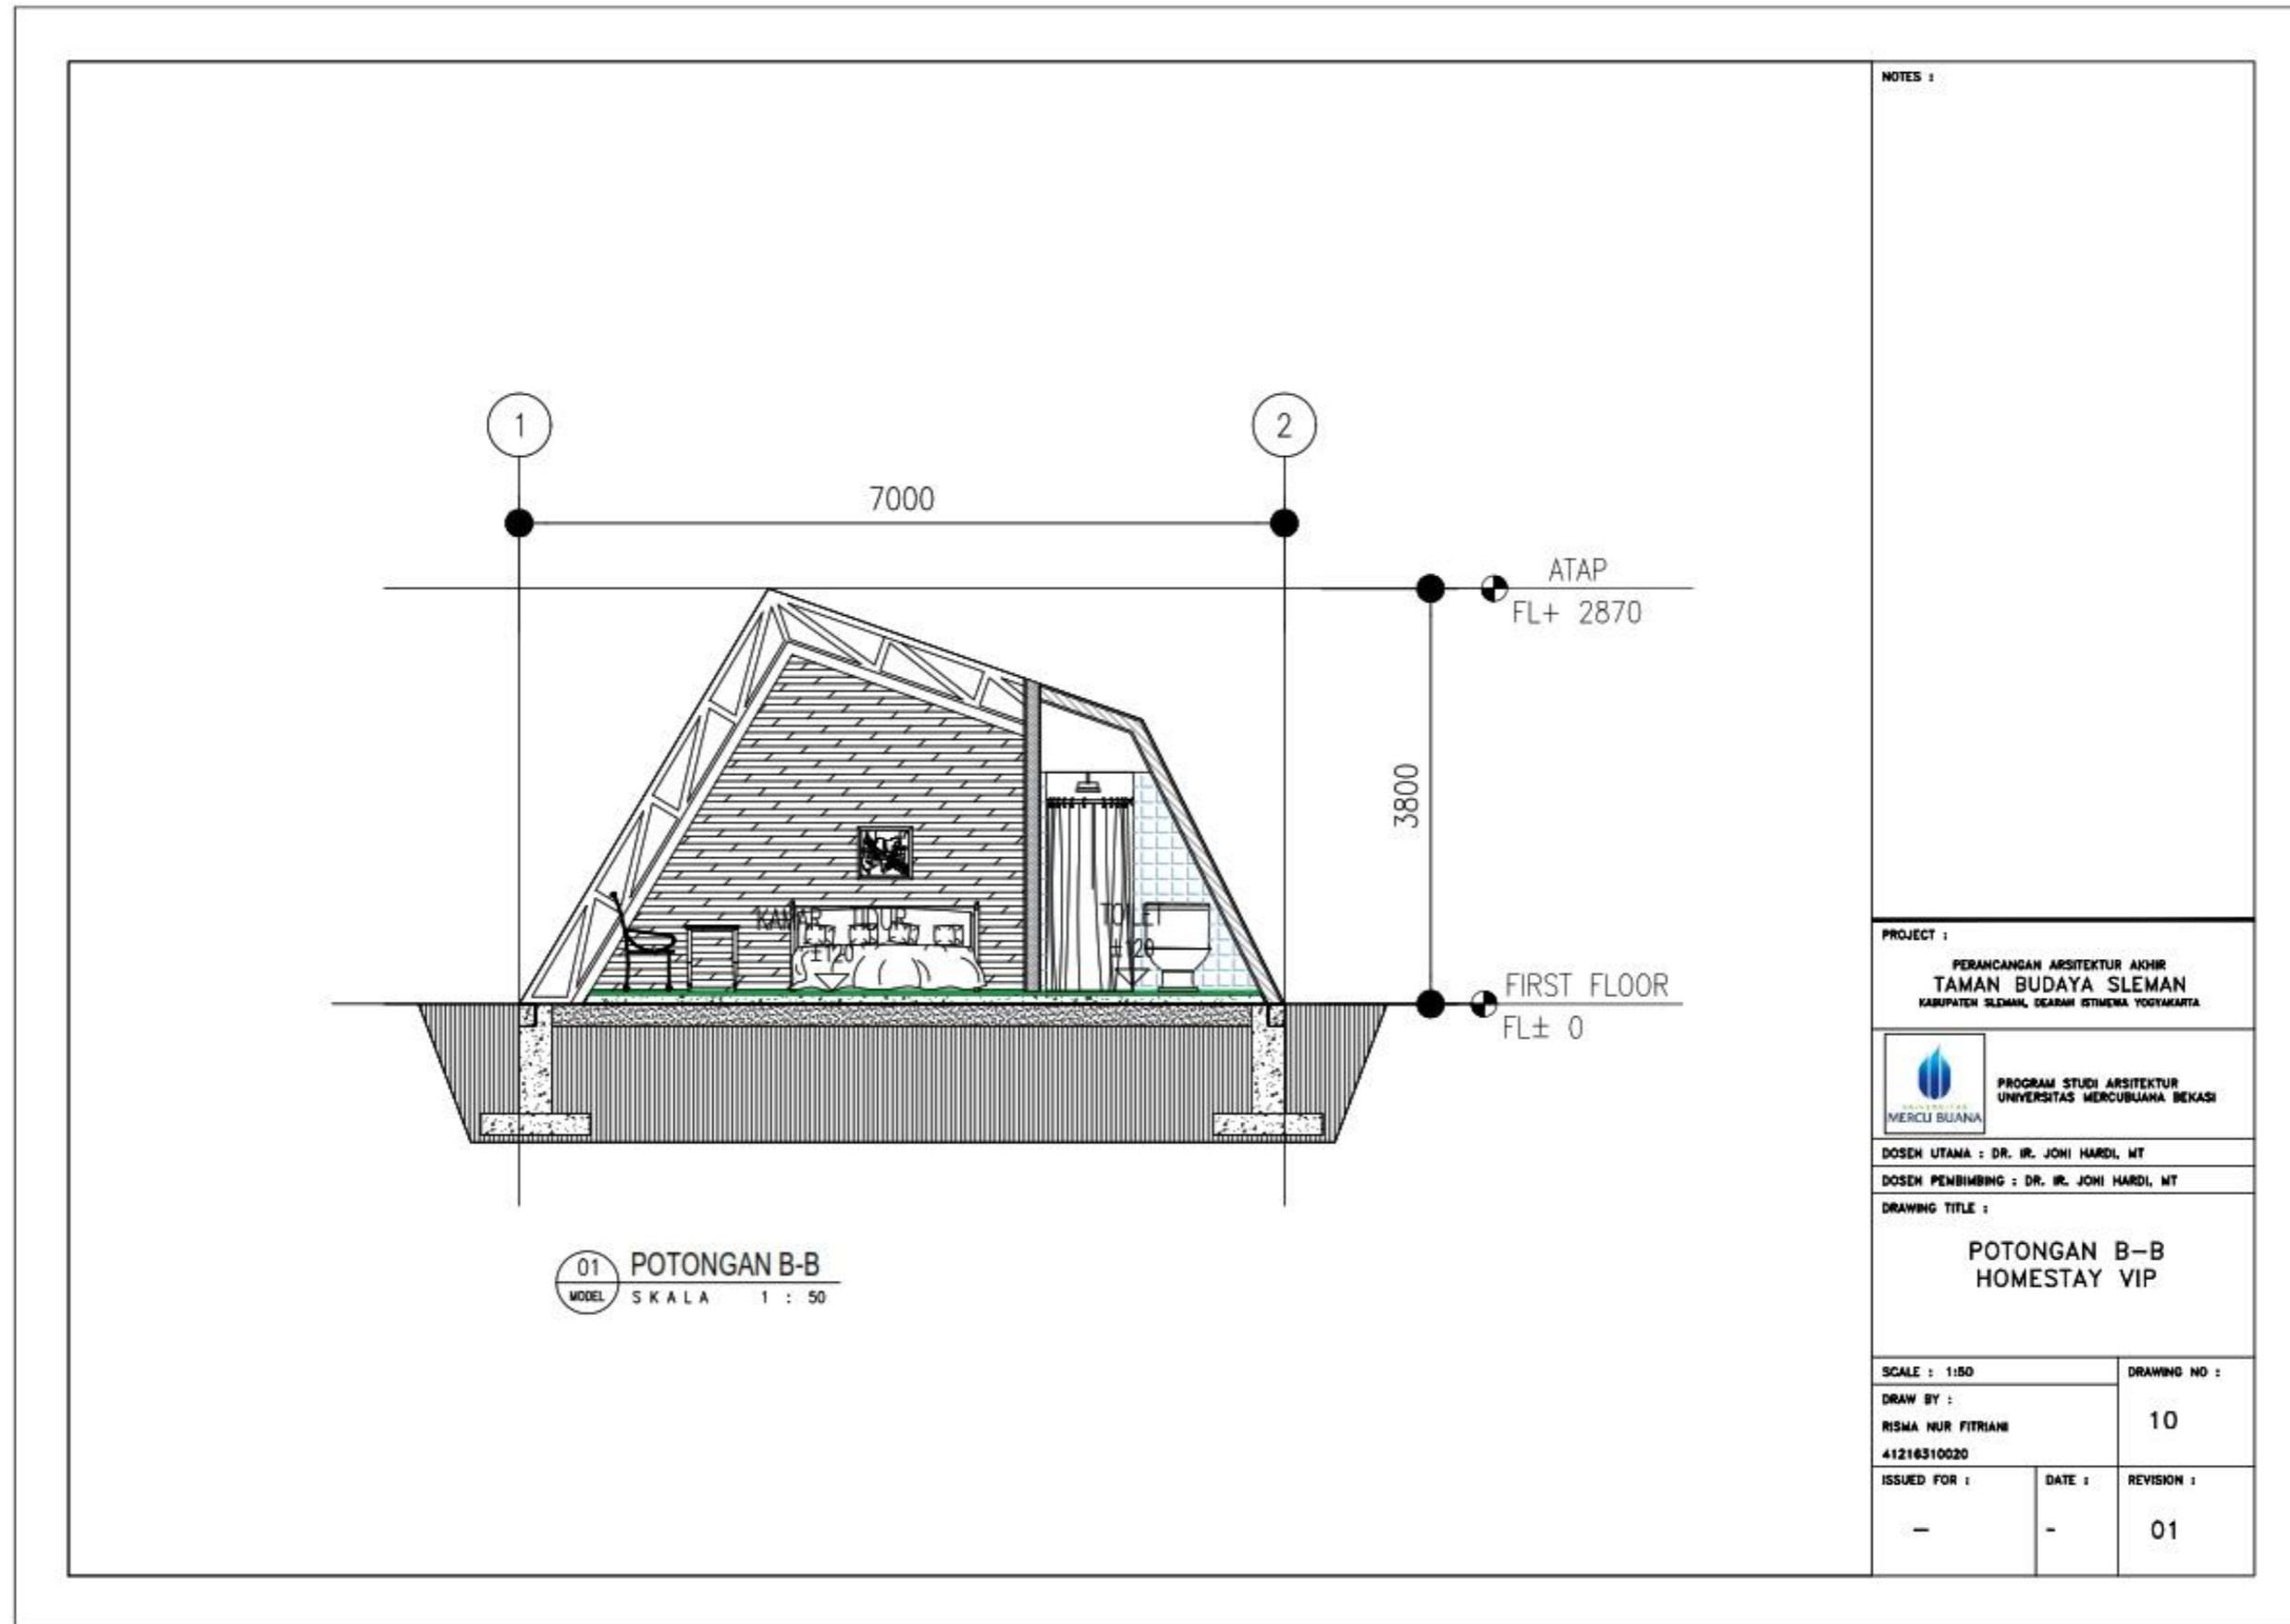 1
2
7000
ATAP
FL+ 2870
3800
KAMAR TIDUR
±120
TOILET
±120
FIRST FLOOR
FL± 0
01
MODEL
POTONGAN B-B
SKALA 1 : 50
NOTES :
PROJECT :
PERANCANGAN ARSITEKTUR AKHIR
TAMAN BUDAYA SLEMAN
KABUPATEN SLEMAN, DEARAH ISTIMEWA YOGYAKARTA
UNIVERSITAS
MERCU BUANA
PROGRAM STUDI ARSITEKTUR
UNIVERSITAS MERCUBUANA BEKASI
DOSEN UTAMA : DR. IR. JONI HARDI, MT
DOSEN PEMBIMBING : DR. IR. JONI HARDI, MT
DRAWING TITLE :
POTONGAN B-B
HOMESTAY VIP
SCALE : 1:50
DRAWING NO :
DRAW BY :
RISMA NUR FITRIANI
41216310020
10
ISSUED FOR :
DATE :
REVISION :
-
-
01